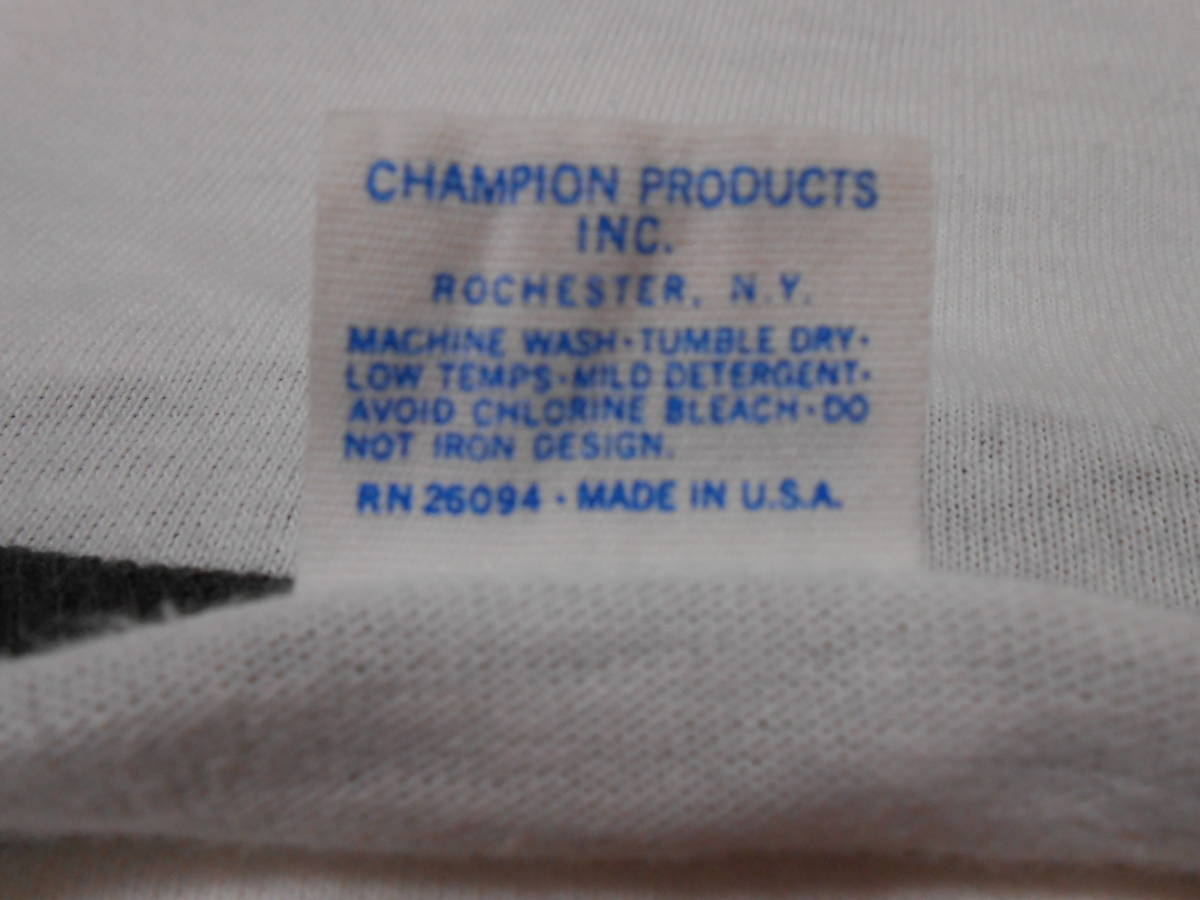 CHAMPION PRODUCTS
INC.
ROCHESTER, N.Y.
MACHINE WASH·TUMBLE DRY·
LOW TEMPS·MILD DETERGENT·
AVOID CHLORINE BLEACH·DO
NOT IRON DESIGN.
RN 26094 · MADE IN U.S.A.